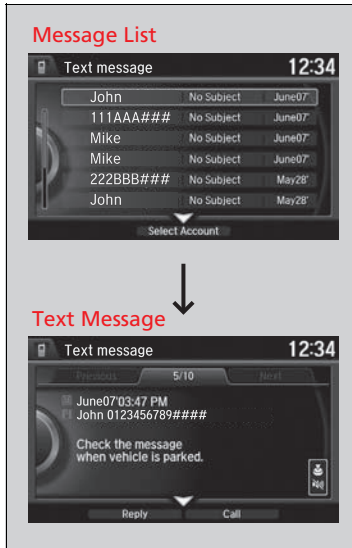 Message List
Text message 12:34
John No Subject June07'
111AAA### No Subject June07'
Mike No Subject June07'
Mike No Subject June07'
222BBB### No Subject May28'
John No Subject May28'
Select Account
Text Message
Text message 12:34
Previous 5/10 Next
June07'03:47 PM
John 0123456789####
Check the message
when vehicle is parked.
Reply Call